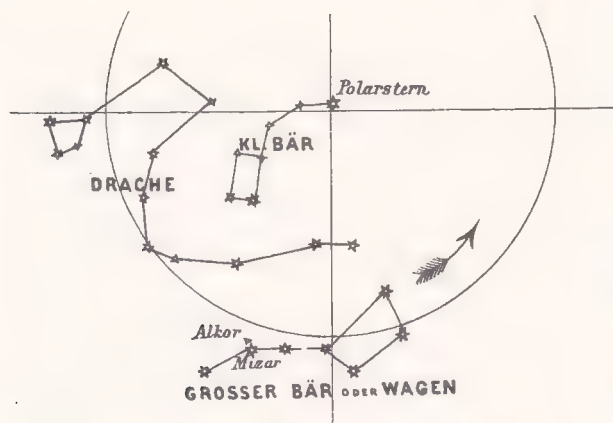 Polarstern
KL. BÄR
DRACHE
Alkor
Mizar
GROSSER BÄR ODER WAGEN